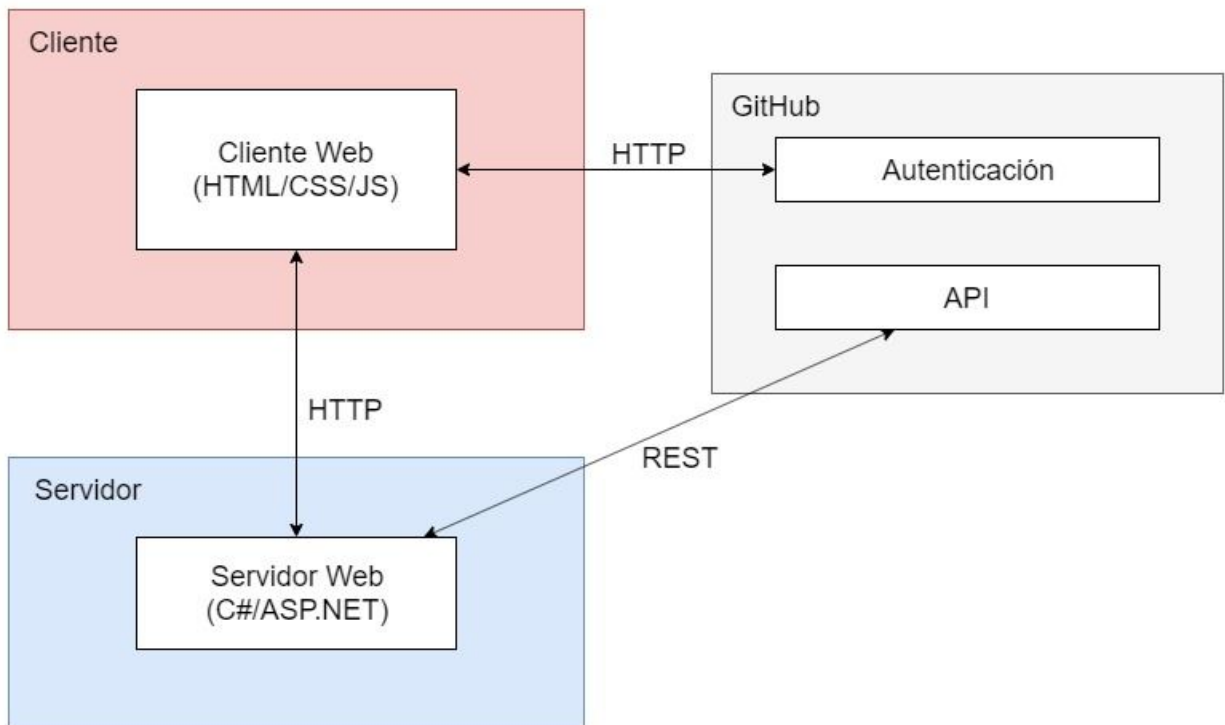 Cliente
Cliente Web
(HTML/CSS/JS)
HTTP
GitHub
Autenticación
API
HTTP
REST
Servidor
Servidor Web
(C#/ASP.NET)